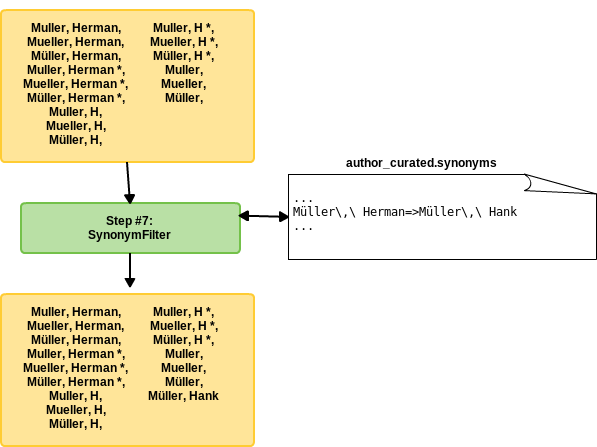 Muller, Herman,
Mueller, Herman,
Müller, Herman,
Muller, Herman *,
Mueller, Herman *,
Müller, Herman *,
Muller, H,
Mueller, H,
Müller, H,
Muller, H *,
Mueller, H *,
Müller, H *,
Muller,
Mueller,
Müller,
Step #7:
SynonymFilter
author_curated.synonyms
...
Müller\,\ Herman=>Müller\,\ Hank
...
Muller, Herman,
Mueller, Herman,
Müller, Herman,
Muller, Herman *,
Mueller, Herman *,
Müller, Herman *,
Muller, H,
Mueller, H,
Müller, H,
Muller, H *,
Mueller, H *,
Müller, H *,
Muller,
Mueller,
Müller,
Müller, Hank